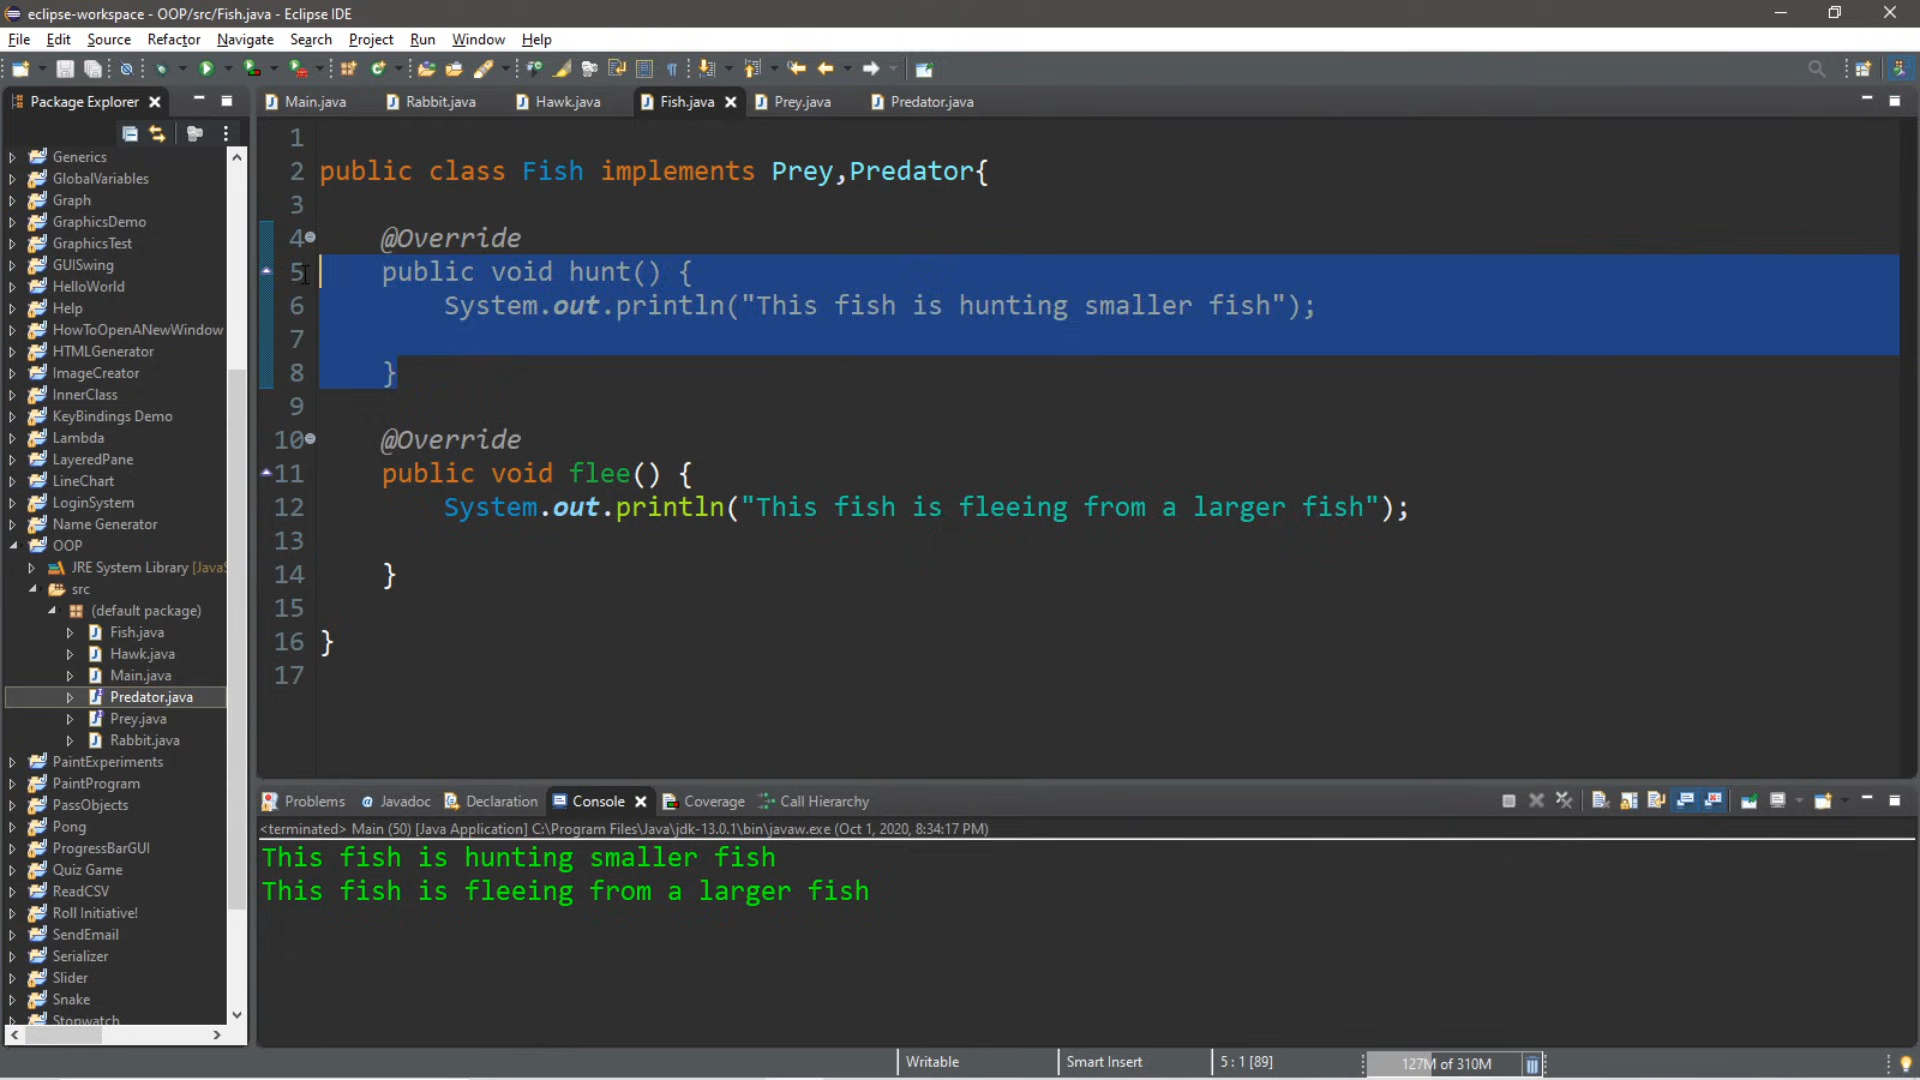 eclipse-workspace - OOP/src/Fish.java - Eclipse IDE
File Edit Source Refactor Navigate Search Project Run Window Help
Package Explorer
Main.java Rabbit.java Hawk.java Fish.java Prey.java Predator.java
Generics
GlobalVariables
Graph
GraphicsDemo
GraphicsTest
GUISwing
HelloWorld
Help
HowToOpenANewWindow
HTMLGenerator
ImageCreator
InnerClass
KeyBindings Demo
Lambda
LayeredPane
LineChart
LoginSystem
Name Generator
OOP
JRE System Library [JavaS
src
(default package)
Fish.java
Hawk.java
Main.java
Predator.java
Prey.java
Rabbit.java
PaintExperiments
PaintProgram
PassObjects
Pong
ProgressBarGUI
Quiz Game
ReadCSV
Roll Initiative!
SendEmail
Serializer
Slider
Snake
Stopwatch
1
2 public class Fish implements Prey,Predator{
3
4 @Override
5 public void hunt() {
6 System.out.println("This fish is hunting smaller fish");
7
8 }
9
10 @Override
11 public void flee() {
12 System.out.println("This fish is fleeing from a larger fish");
13
14 }
15
16 }
17
Problems @ Javadoc Declaration Console Coverage Call Hierarchy
<terminated> Main (50) [Java Application] C:\Program Files\Java\jdk-13.0.1\bin\javaw.exe (Oct 1, 2020, 8:34:17 PM)
This fish is hunting smaller fish
This fish is fleeing from a larger fish
Writable Smart Insert 5 : 1 [89] 127M of 310M